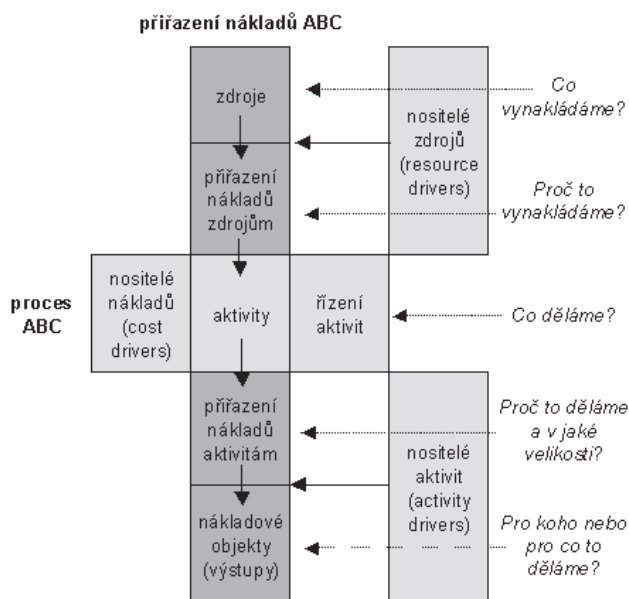 přiřazení nákladů ABC
zdroje
nositelé
zdrojů
(resource
drivers)
Co
vynakládáme?
přiřazení
nákladů
zdrojům
Proč to
vynakládáme?
proces
ABC
nositelé
nákladů
(cost
drivers)
aktivity
řízení
aktivit
Co děláme?
přiřazení
nákladů
aktivitám
nositelé
aktivit
(activity
drivers)
Proč to děláme
a v jaké
velikosti?
nákladové
objekty
(výstupy)
Pro koho nebo
pro co to
děláme?